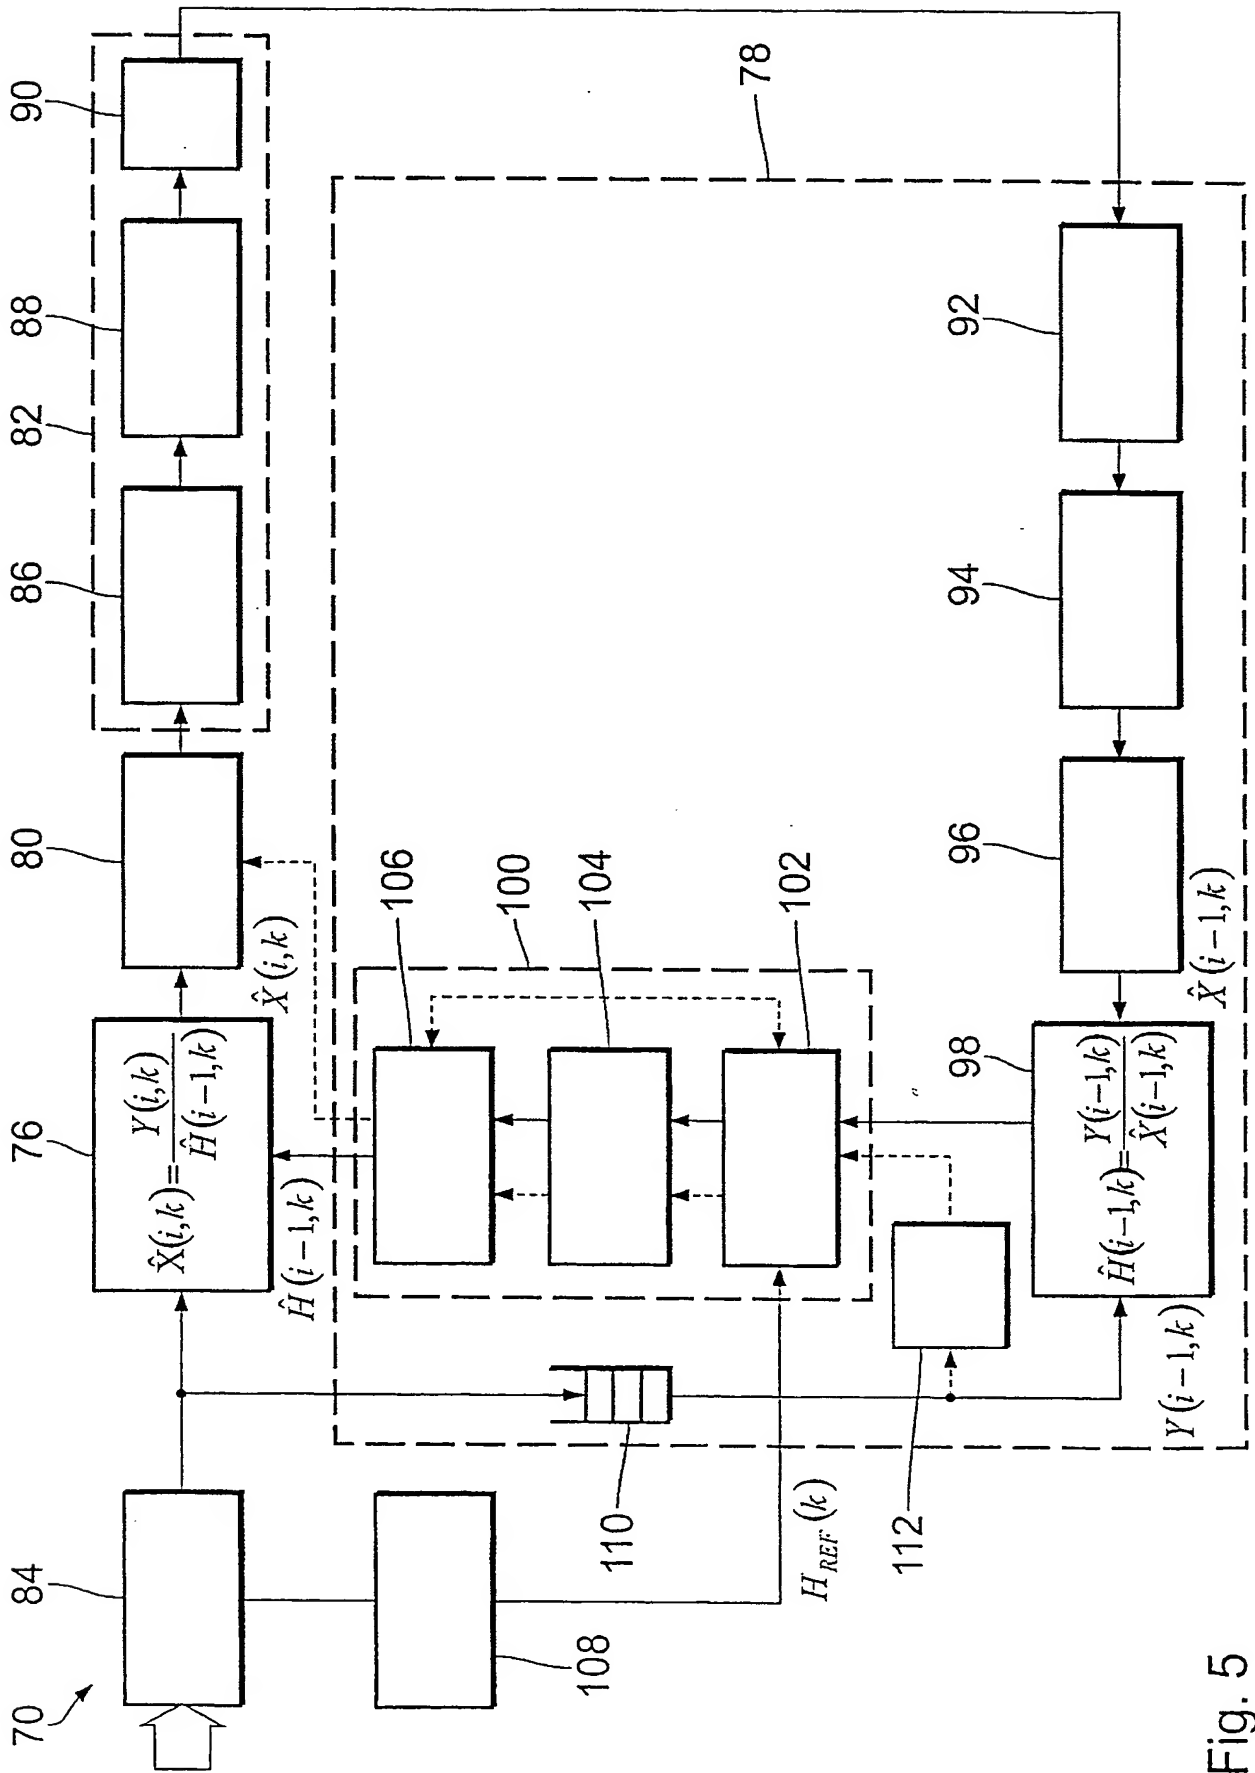 70
84
76
X̂(i,k)=Y(i,k)/Ĥ(i−1,k)
80
82
86
88
90
108
Ĥ(i−1,k)
X̂(i,k)
78
106
100
104
102
110
H_REF(k)
112
98
Ĥ(i−1,k)=Y(i−1,k)/X̂(i−1,k)
96
94
92
Y(i−1,k)
X̂(i−1,k)
Fig. 5